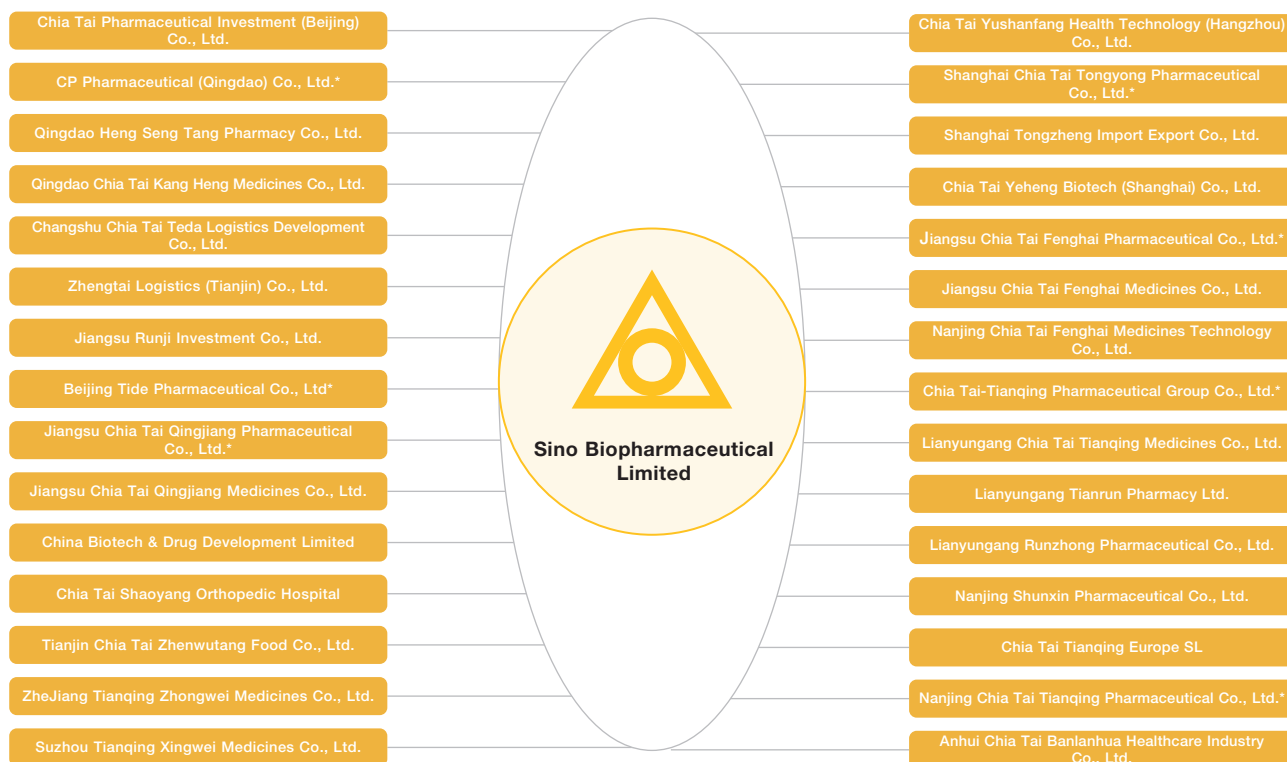 Chia Tai Pharmaceutical Investment (Beijing)
Co., Ltd.
CP Pharmaceutical (Qingdao) Co., Ltd.*
Qingdao Heng Seng Tang Pharmacy Co., Ltd.
Qingdao Chia Tai Kang Heng Medicines Co., Ltd.
Changshu Chia Tai Teda Logistics Development
Co., Ltd.
Zhengtai Logistics (Tianjin) Co., Ltd.
Jiangsu Runji Investment Co., Ltd.
Beijing Tide Pharmaceutical Co., Ltd*
Jiangsu Chia Tai Qingjiang Pharmaceutical
Co., Ltd.*
Jiangsu Chia Tai Qingjiang Medicines Co., Ltd.
China Biotech & Drug Development Limited
Chia Tai Shaoyang Orthopedic Hospital
Tianjin Chia Tai Zhenwutang Food Co., Ltd.
ZheJiang Tianqing Zhongwei Medicines Co., Ltd.
Suzhou Tianqing Xingwei Medicines Co., Ltd.
Sino Biopharmaceutical
Limited
Chia Tai Yushanfang Health Technology (Hangzhou)
Co., Ltd.
Shanghai Chia Tai Tongyong Pharmaceutical
Co., Ltd.*
Shanghai Tongzheng Import Export Co., Ltd.
Chia Tai Yeheng Biotech (Shanghai) Co., Ltd.
Jiangsu Chia Tai Fenghai Pharmaceutical Co., Ltd.*
Jiangsu Chia Tai Fenghai Medicines Co., Ltd.
Nanjing Chia Tai Fenghai Medicines Technology
Co., Ltd.
Chia Tai-Tianqing Pharmaceutical Group Co., Ltd.*
Lianyungang Chia Tai Tianqing Medicines Co., Ltd.
Lianyungang Tianrun Pharmacy Ltd.
Lianyungang Runzhong Pharmaceutical Co., Ltd.
Nanjing Shunxin Pharmaceutical Co., Ltd.
Chia Tai Tianqing Europe SL
Nanjing Chia Tai Tianqing Pharmaceutical Co., Ltd.*
Anhui Chia Tai Banlanhua Healthcare Industry
Co., Ltd.